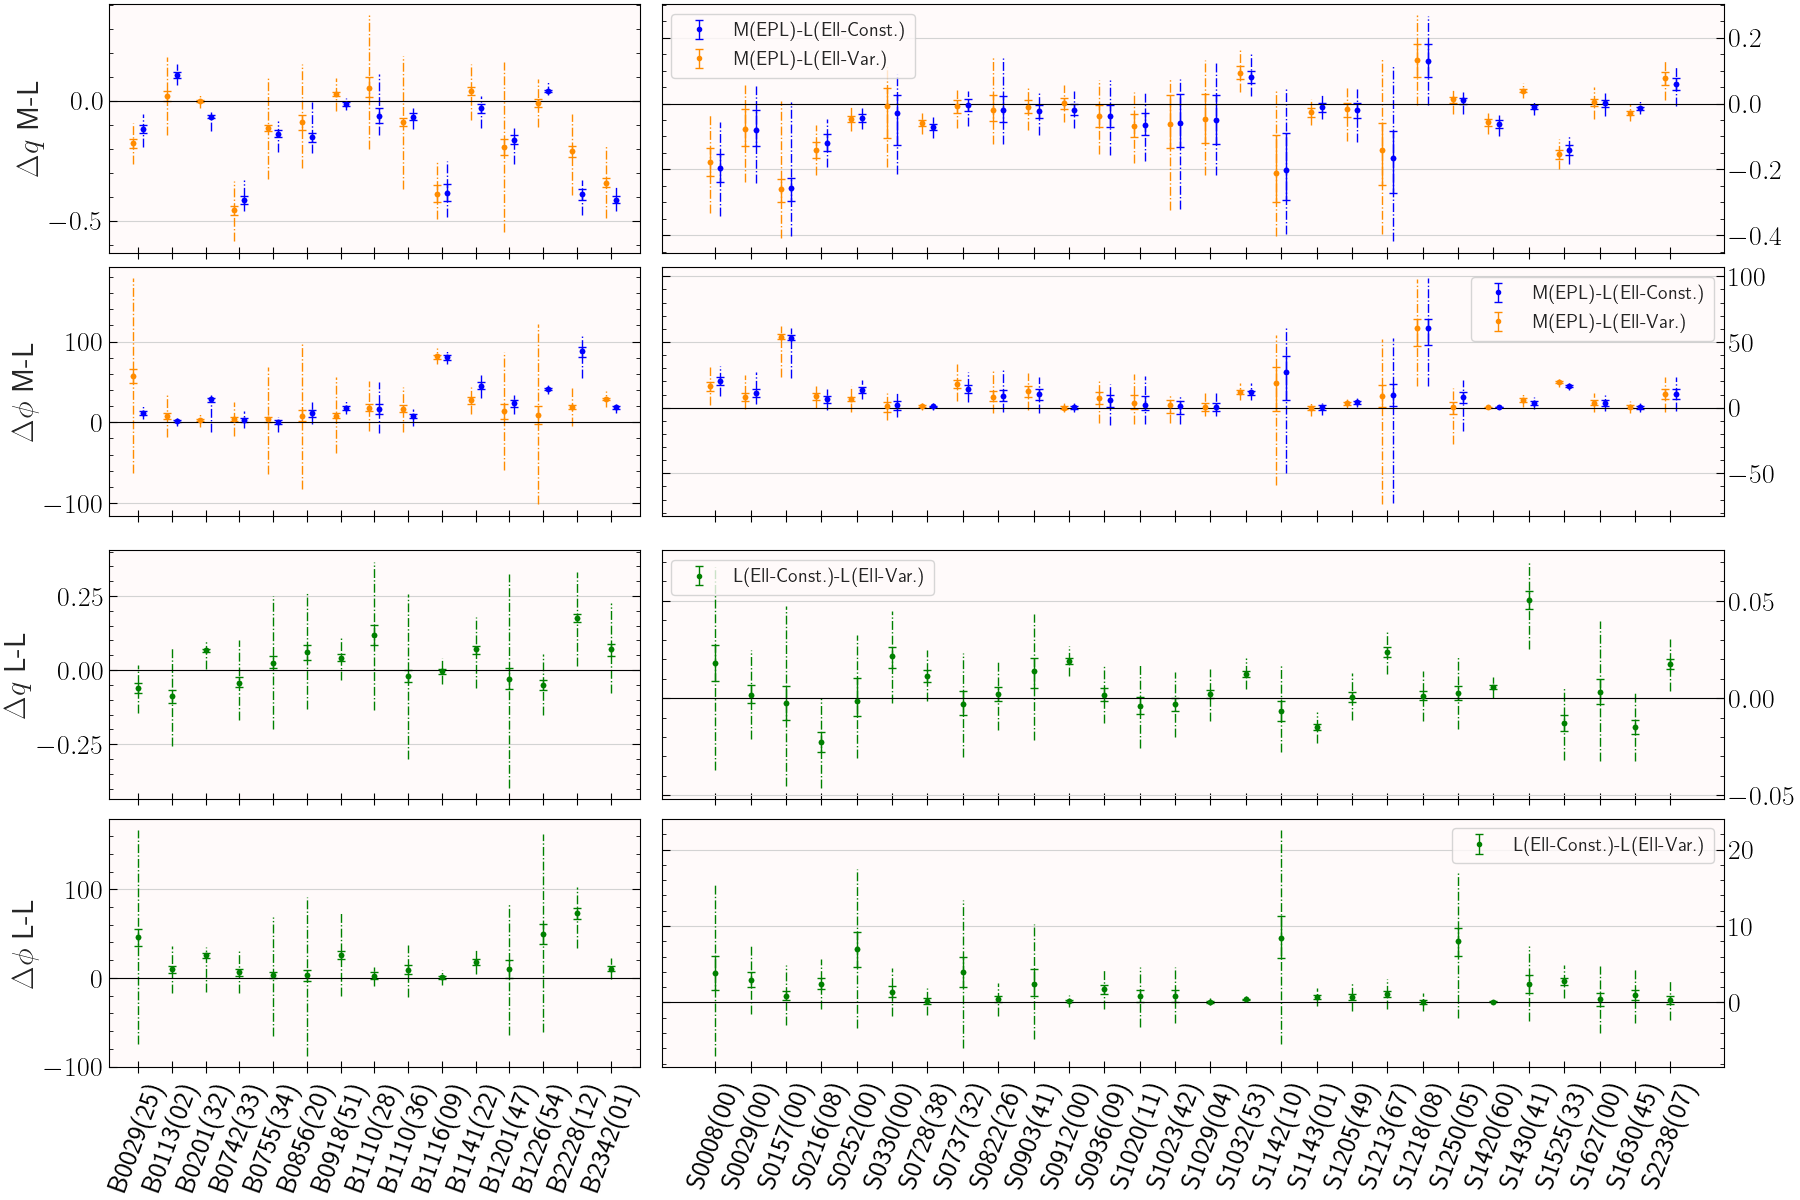 Δq M-L
0.0
−0.5
M(EPL)-L(Ell-Const.)
M(EPL)-L(Ell-Var.)
0.2
0.0
−0.2
−0.4
Δϕ M-L
100
0
−100
M(EPL)-L(Ell-Const.)
M(EPL)-L(Ell-Var.)
100
50
0
−50
Δq L-L
0.25
0.00
−0.25
L(Ell-Const.)-L(Ell-Var.)
0.05
0.00
−0.05
Δϕ L-L
100
0
−100
L(Ell-Const.)-L(Ell-Var.)
20
10
0
B0029(25)
B0113(02)
B0201(32)
B0742(33)
B0755(34)
B0856(20)
B0918(51)
B1110(28)
B1110(36)
B1116(09)
B1141(22)
B1201(47)
B1226(54)
B2228(12)
B2342(01)
S0008(00)
S0029(00)
S0157(00)
S0216(08)
S0252(00)
S0330(00)
S0728(38)
S0737(32)
S0822(26)
S0903(41)
S0912(00)
S0936(09)
S1020(11)
S1023(42)
S1029(04)
S1032(53)
S1142(10)
S1143(01)
S1205(49)
S1213(67)
S1218(08)
S1250(05)
S1420(60)
S1430(41)
S1525(33)
S1627(00)
S1630(45)
S2238(07)